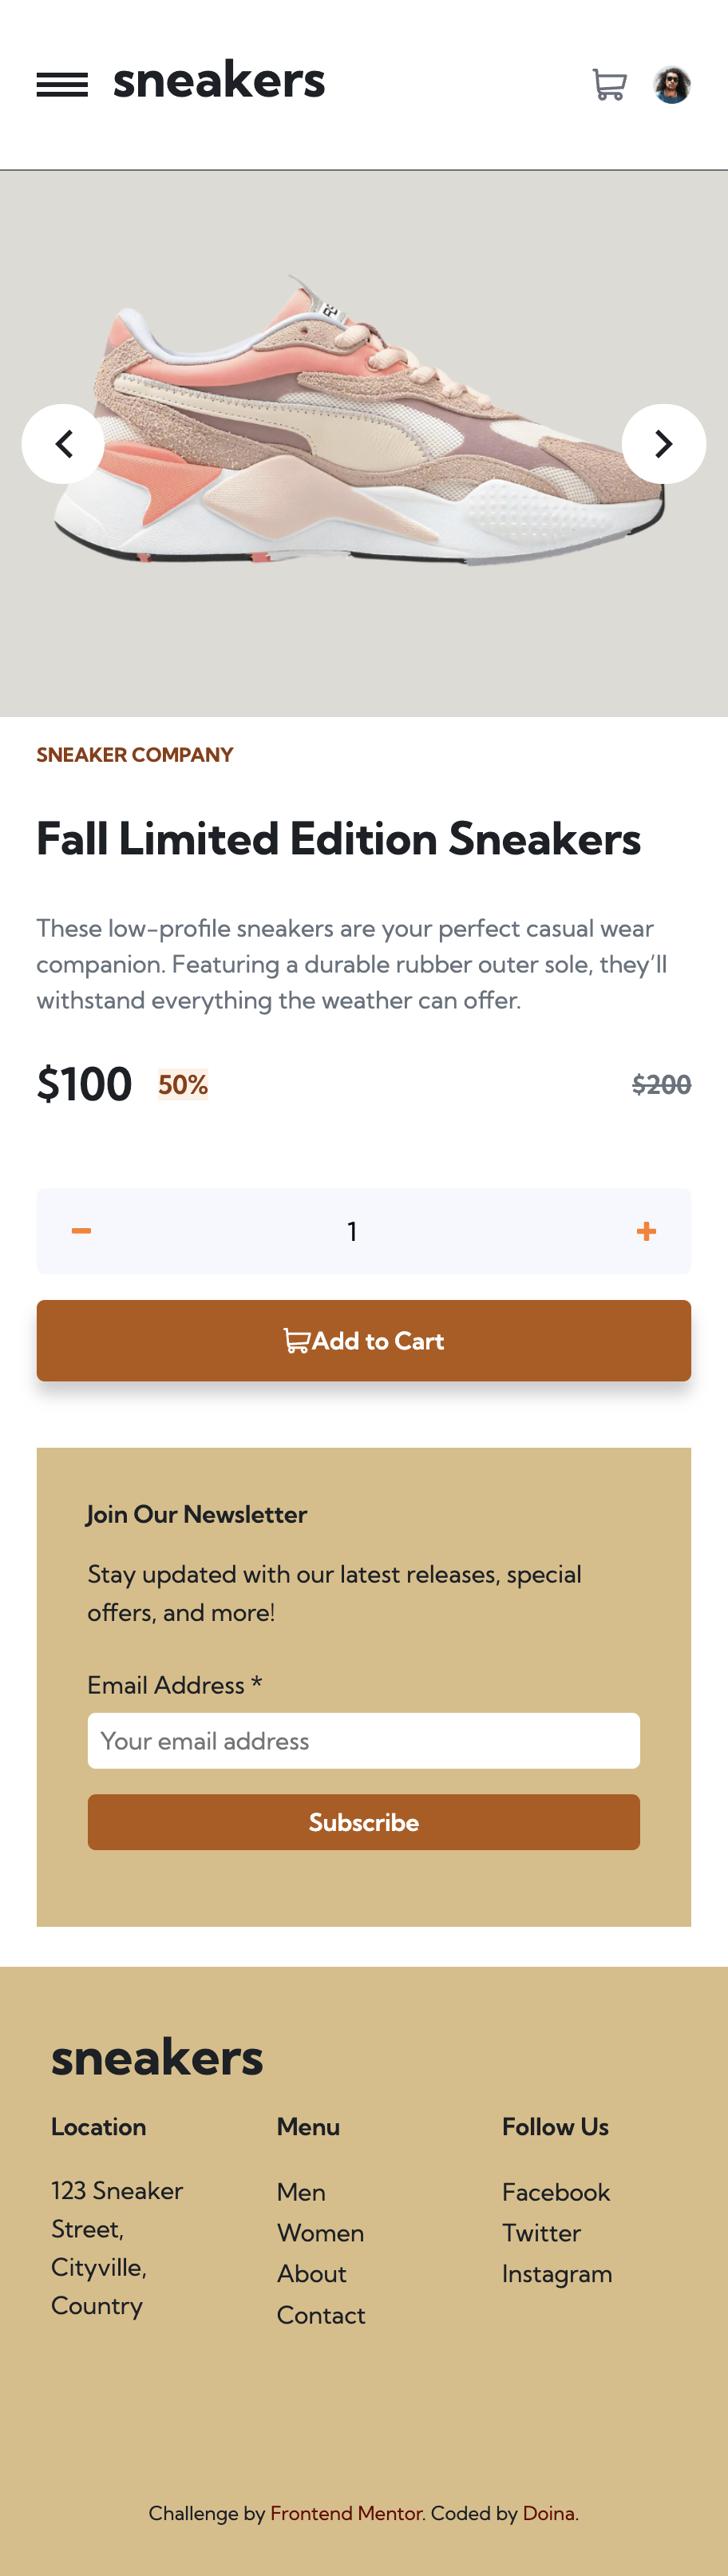 sneakers
SNEAKER COMPANY
Fall Limited Edition Sneakers
These low-profile sneakers are your perfect casual wear
companion. Featuring a durable rubber outer sole, they’ll
withstand everything the weather can offer.
$100 50% $200
1
Add to Cart
Join Our Newsletter
Stay updated with our latest releases, special
offers, and more!
Email Address *
Your email address
Subscribe
sneakers
Location
123 Sneaker
Street,
Cityville,
Country
Menu
Men
Women
About
Contact
Follow Us
Facebook
Twitter
Instagram
Challenge by Frontend Mentor. Coded by Doina.